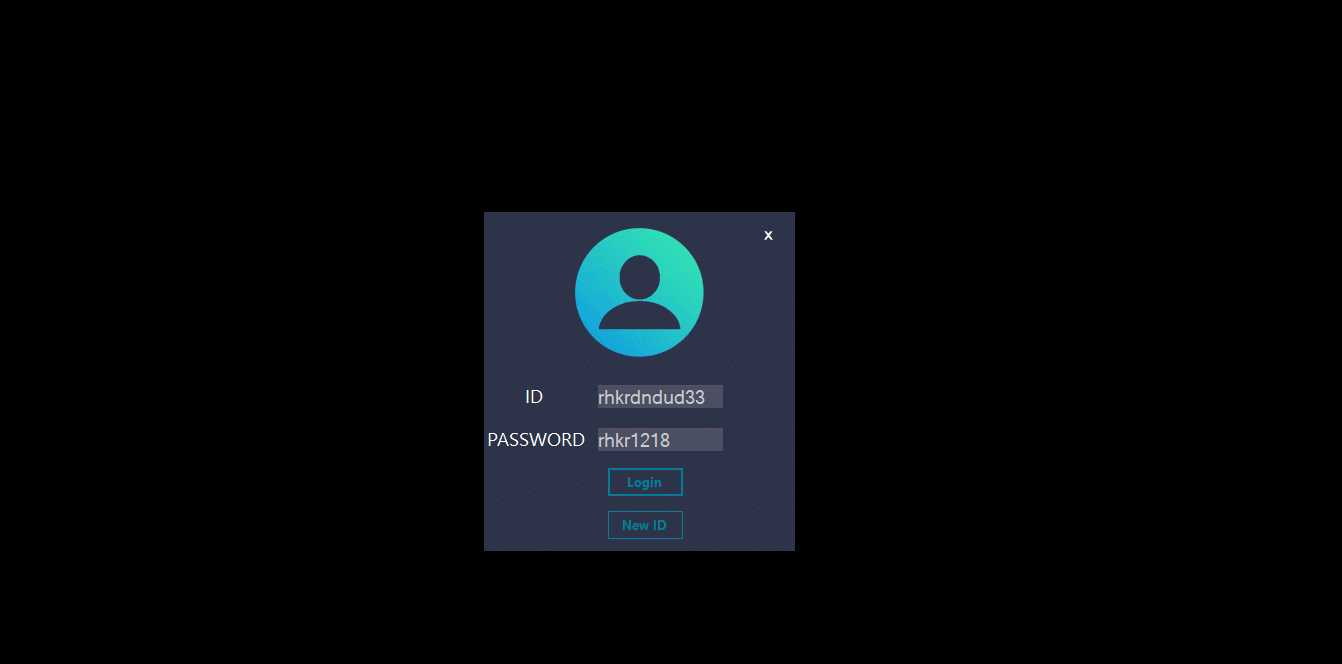 x
ID rhkrdndud33
PASSWORD rhkr1218
Login
New ID